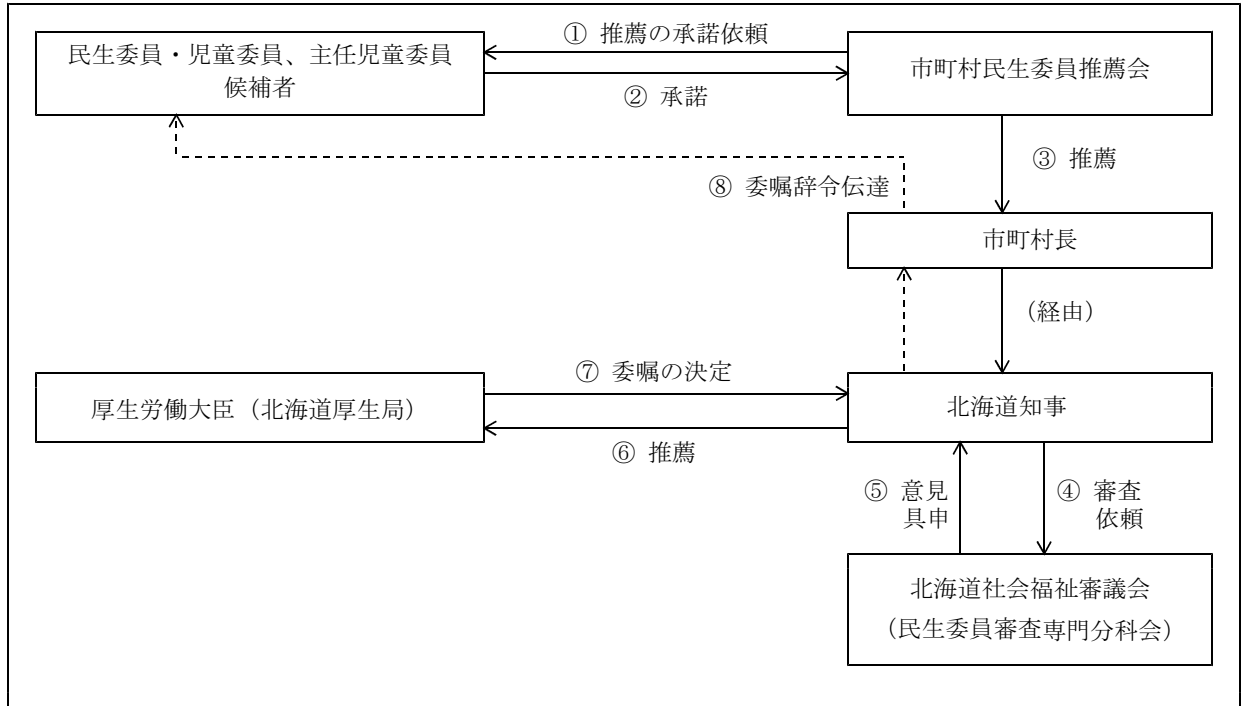 ① 推薦の承諾依頼
民生委員・児童委員、主任児童委員
候補者
市町村民生委員推薦会
② 承諾
③ 推薦
⑧ 委嘱辞令伝達
市町村長
（経由）
⑦ 委嘱の決定
厚生労働大臣（北海道厚生局）
北海道知事
⑥ 推薦
⑤ 意見
具申
④ 審査
依頼
北海道社会福祉審議会
（民生委員審査専門分科会）